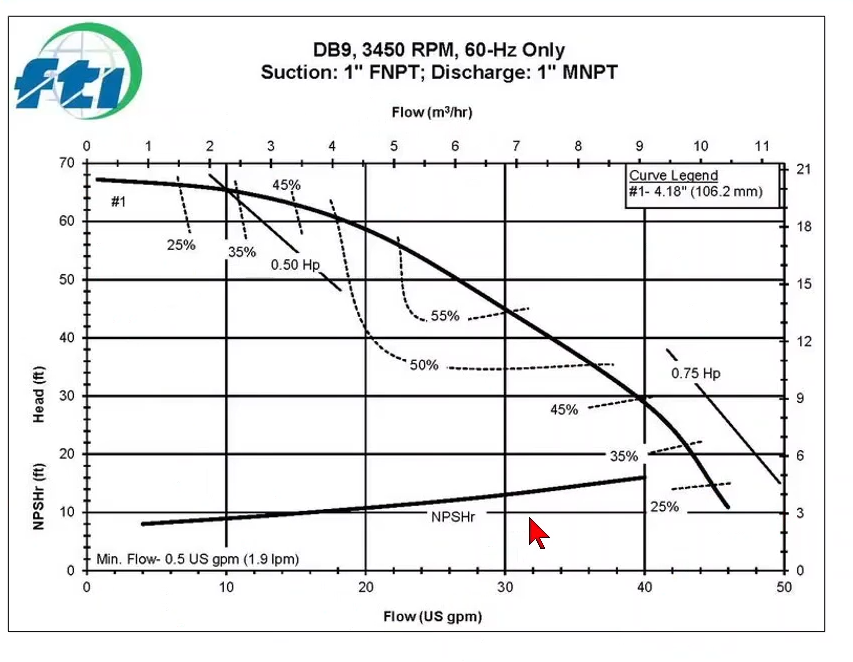 fti
DB9, 3450 RPM, 60-Hz Only
Suction: 1" FNPT; Discharge: 1" MNPT
Flow (m³/hr)
0 1 2 3 4 5 6 7 8 9 10 11
70 21
Curve Legend
#1- 4.18" (106.2 mm)
45%
#1
60 18
25%
35%
0.50 Hp
50 15
55%
40 12
50%
0.75 Hp
Head (ft)
30 9
45%
20 6
35%
NPSHr (ft)
25%
10 3
NPSHr
Min. Flow- 0.5 US gpm (1.9 lpm)
0 0
0 10 20 30 40 50
Flow (US gpm)